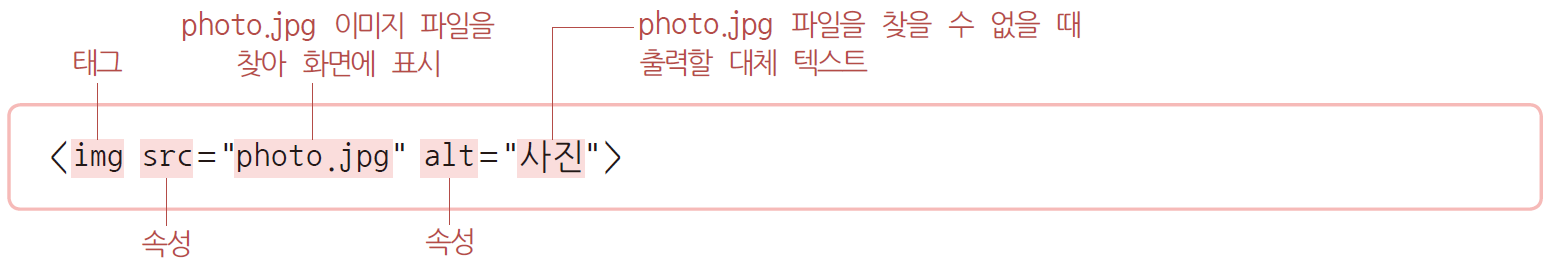 photo.jpg 이미지 파일을
찾아 화면에 표시
photo.jpg 파일을 찾을 수 없을 때
출력할 대체 텍스트
태그
<img src="photo.jpg" alt="사진">
속성
속성